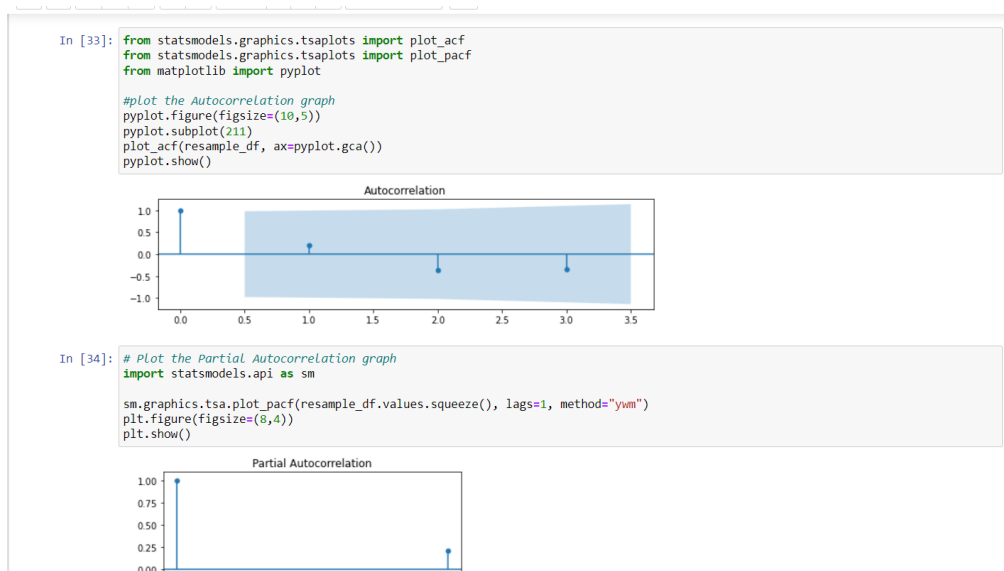 In [33]: from statsmodels.graphics.tsaplots import plot_acf
from statsmodels.graphics.tsaplots import plot_pacf
from matplotlib import pyplot
#plot the Autocorrelation graph
pyplot.figure(figsize=(10,5))
pyplot.subplot(211)
plot_acf(resample_df, ax=pyplot.gca())
pyplot.show()
Autocorrelation
1.0
0.5
0.0
−0.5
−1.0
0.0 0.5 1.0 1.5 2.0 2.5 3.0 3.5
In [34]: # Plot the Partial Autocorrelation graph
import statsmodels.api as sm
sm.graphics.tsa.plot_pacf(resample_df.values.squeeze(), lags=1, method="ywm")
plt.figure(figsize=(8,4))
plt.show()
Partial Autocorrelation
1.00
0.75
0.50
0.25
0.00